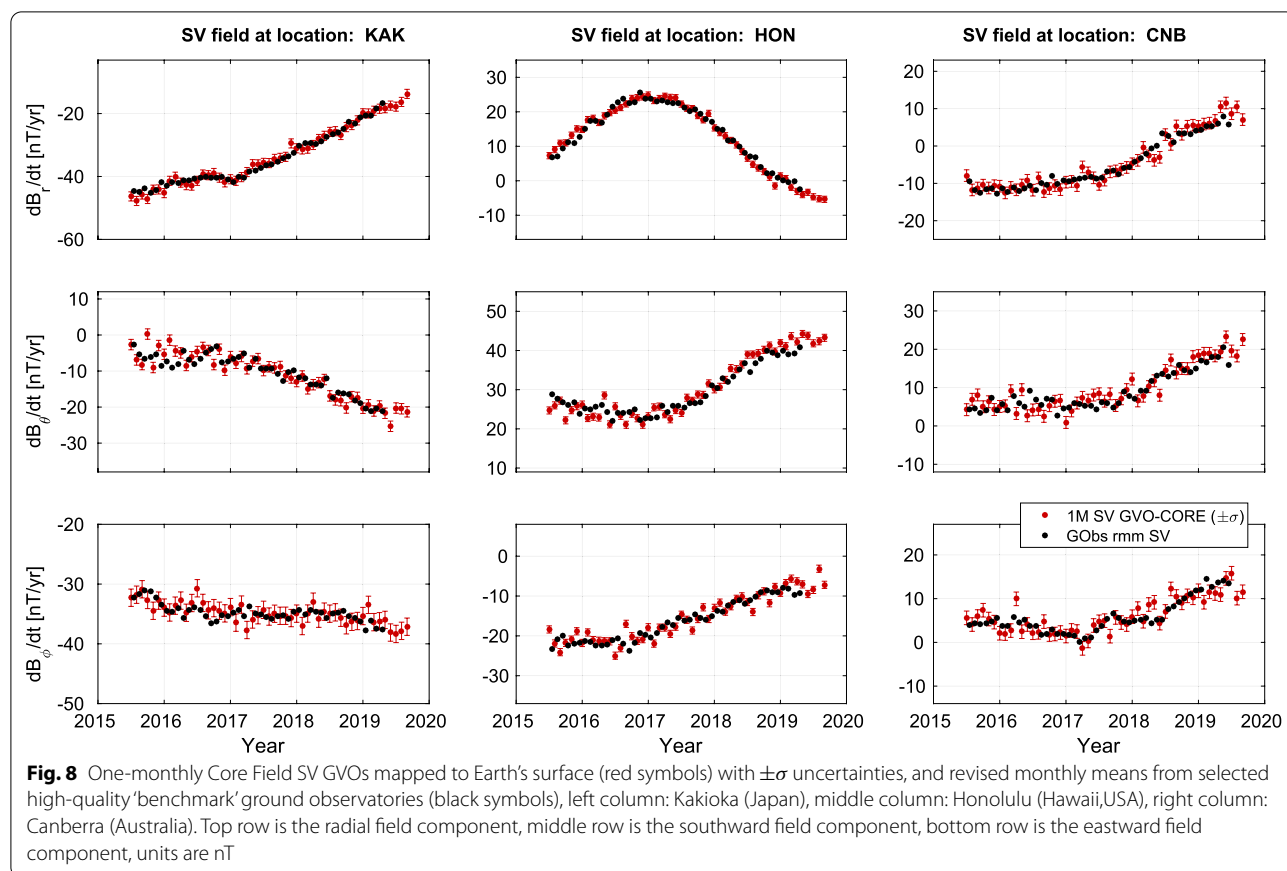 SV field at location: KAK
SV field at location: HON
SV field at location: CNB
dB_r/dt [nT/yr]
-20
-40
-60
30
20
10
0
-10
20
10
0
-10
-20
dB_θ/dt [nT/yr]
10
0
-10
-20
-30
50
40
30
20
10
30
20
10
0
-10
dB_ϕ/dt [nT/yr]
-20
-30
-40
-50
0
-10
-20
-30
20
10
0
-10
1M SV GVO-CORE (±σ)
GObs rmm SV
2015 2016 2017 2018 2019 2020
2015 2016 2017 2018 2019 2020
2015 2016 2017 2018 2019 2020
Year
Year
Year
Fig. 8 One-monthly Core Field SV GVOs mapped to Earth's surface (red symbols) with ±σ uncertainties, and revised monthly means from selected
high-quality 'benchmark' ground observatories (black symbols), left column: Kakioka (Japan), middle column: Honolulu (Hawaii,USA), right column:
Canberra (Australia). Top row is the radial field component, middle row is the southward field component, bottom row is the eastward field
component, units are nT